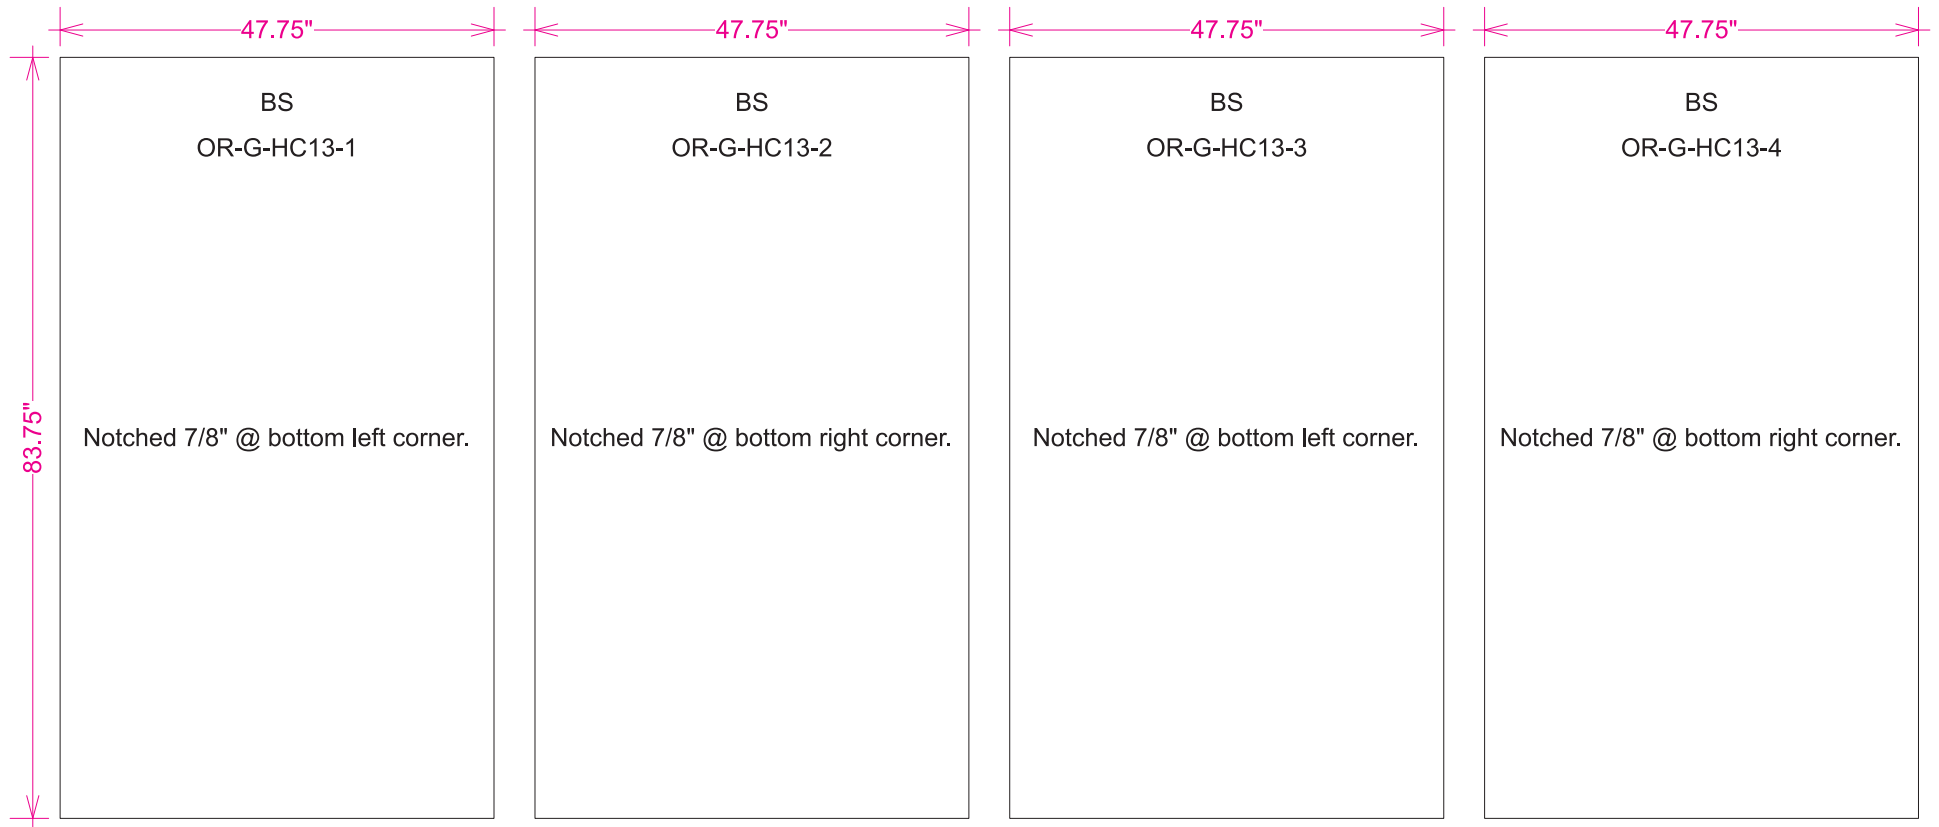 47.75"
47.75"
47.75"
47.75"
83.75"
BS
OR-G-HC13-1
Notched 7/8" @ bottom left corner.
BS
OR-G-HC13-2
Notched 7/8" @ bottom right corner.
BS
OR-G-HC13-3
Notched 7/8" @ bottom left corner.
BS
OR-G-HC13-4
Notched 7/8" @ bottom right corner.